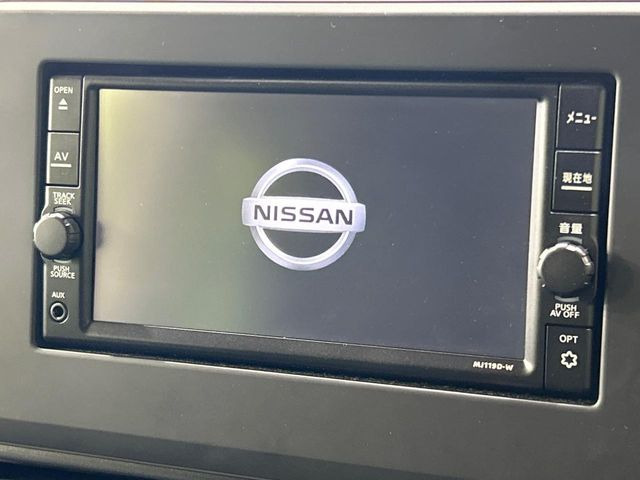 OPEN
AV
TRACK
SEEK
PUSH
SOURCE
AUX
NISSAN
メニュー
現在地
音量
PUSH
AV OFF
OPT
MJ119D-W